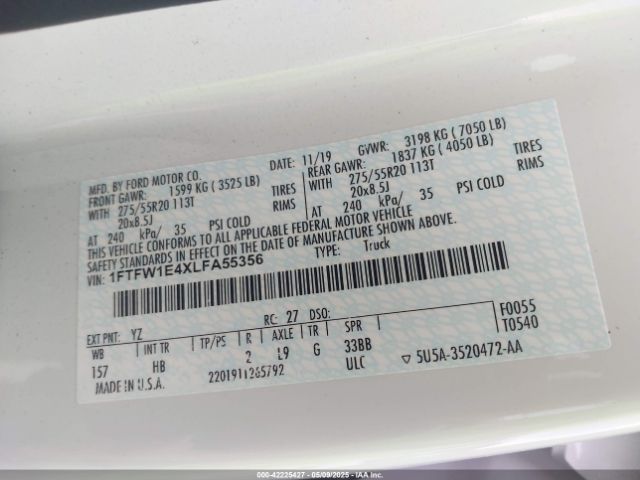 MFD. BY FORD MOTOR CO.
DATE: 11/19
GVWR: 3198 KG ( 7050 LB)
FRONT GAWR: 1599 KG ( 3525 LB)
REAR GAWR: 1837 KG ( 4050 LB)
WITH 275/55R20 113T TIRES
WITH 275/55R20 113T TIRES
20x8.5J RIMS
20x8.5J RIMS
AT 240 kPa/ 35 PSI COLD
AT 240 kPa/ 35 PSI COLD
THIS VEHICLE CONFORMS TO ALL APPLICABLE FEDERAL MOTOR VEHICLE
SAFETY STANDARDS IN EFFECT ON THE DATE OF MANUFACTURE SHOWN ABOVE.
VIN: 1FTFW1E4XLFA55356
TYPE: Truck
F0055
T0540
EXT PNT: YZ RC: 27 DSO:
WB INT TR TP/PS R AXLE TR SPR
157 HB 2 L9 G 33BB
MADE IN U.S.A. ULC
2201911265792
▽ 5U5A-3520472-AA
000-42225427 - 05/09/2025 - IAA Inc.